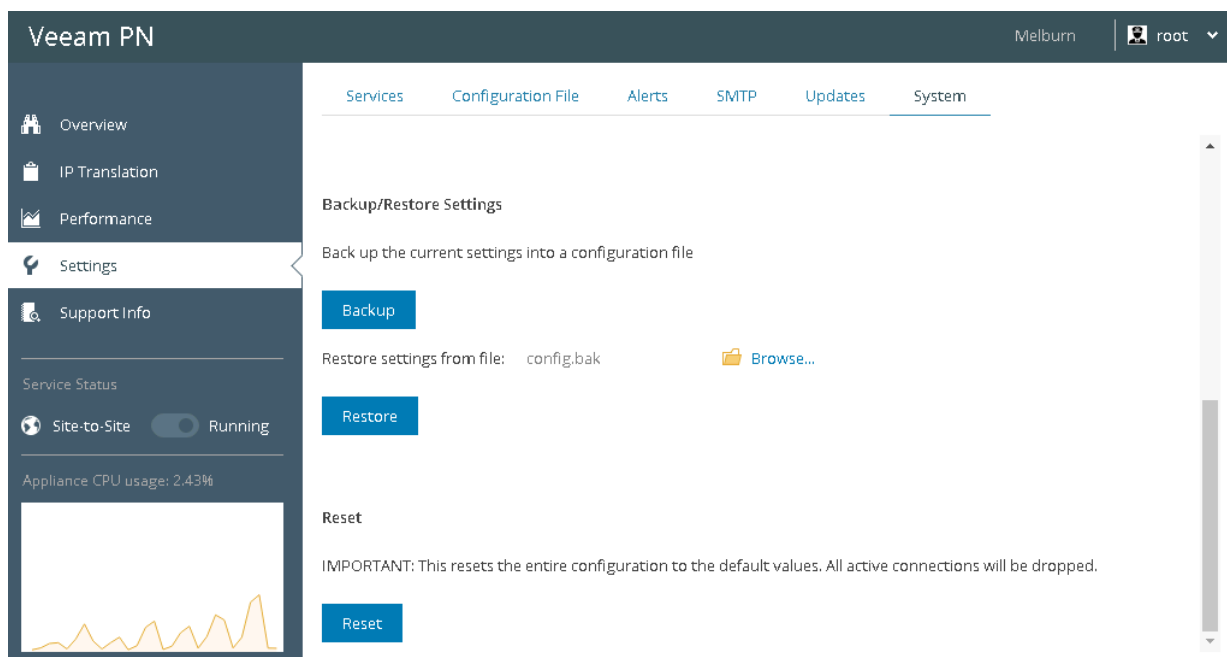 Veeam PN
Melburn
root
Overview
IP Translation
Performance
Settings
Support Info
Service Status
Site-to-Site
Running
Appliance CPU usage: 2.43%
Services
Configuration File
Alerts
SMTP
Updates
System
Backup/Restore Settings
Back up the current settings into a configuration file
Backup
Restore settings from file: config.bak
Browse...
Restore
Reset
IMPORTANT: This resets the entire configuration to the default values. All active connections will be dropped.
Reset